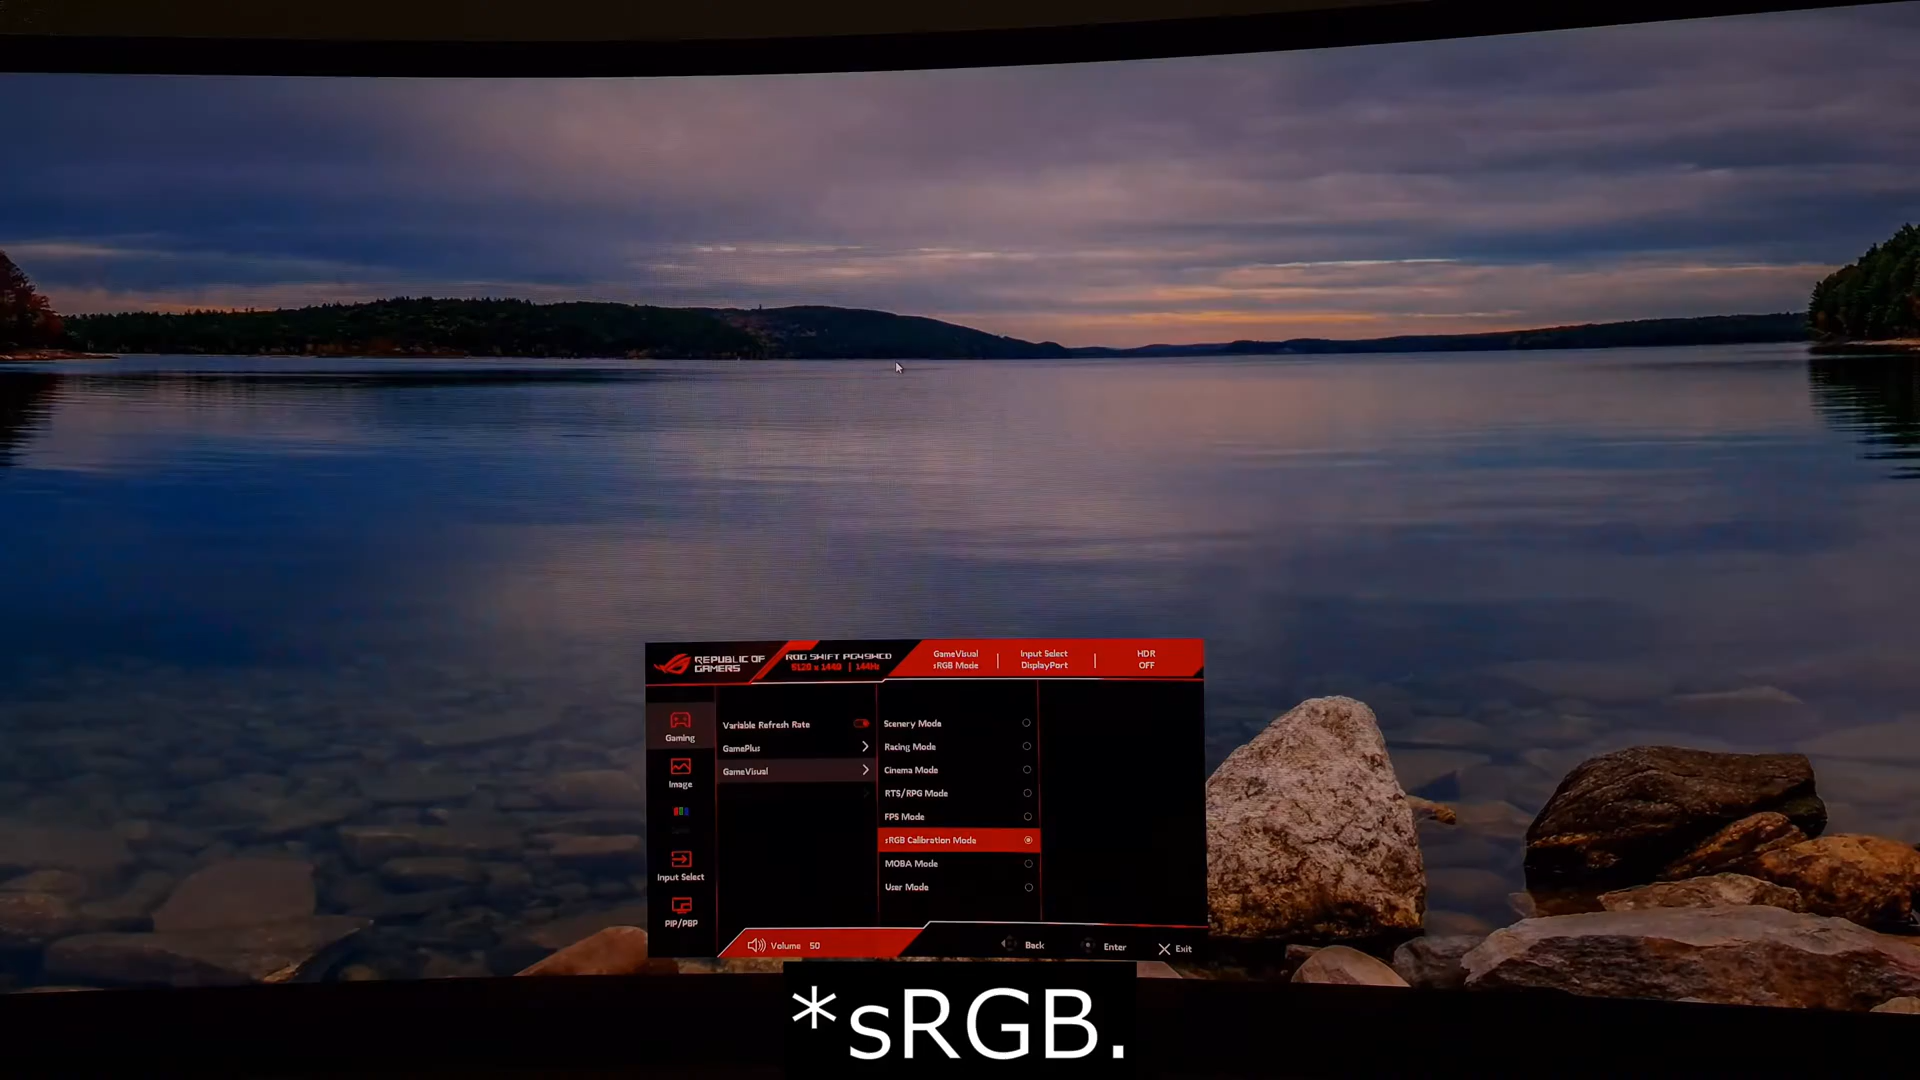 REPUBLIC OF
GAMERS
ROG SWIFT PG49WCD
5120 x 1440 | 144Hz
GameVisual
sRGB Mode
Input Select
DisplayPort
HDR
OFF
Gaming
Image
Input Select
PIP/PBP
Variable Refresh Rate
GamePlus
GameVisual
Scenery Mode
Racing Mode
Cinema Mode
RTS/RPG Mode
FPS Mode
sRGB Calibration Mode
MOBA Mode
User Mode
Volume 50
Back
Enter
Exit
*sRGB.